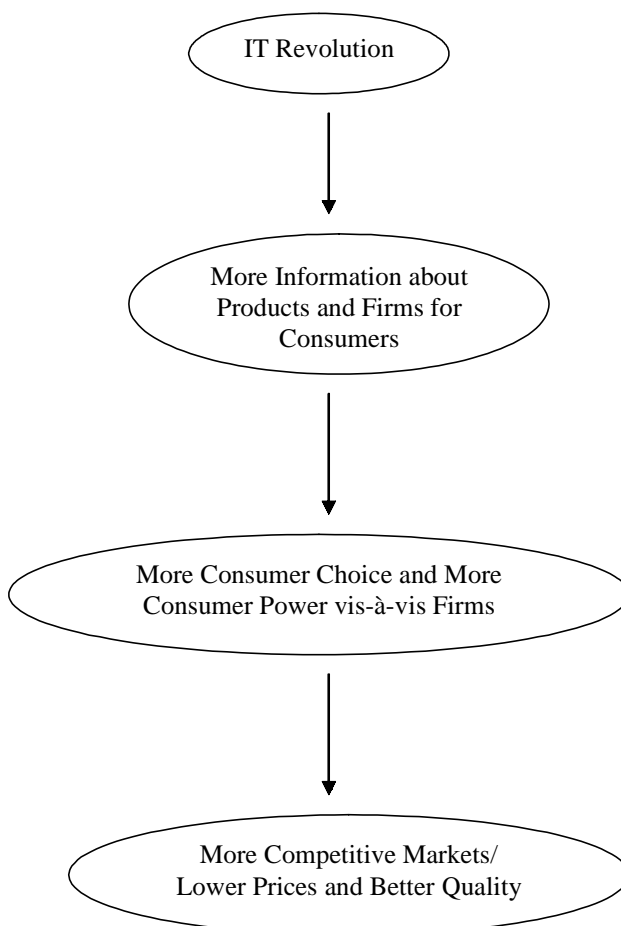 IT Revolution
More Information about
Products and Firms for
Consumers
More Consumer Choice and More
Consumer Power vis-à-vis Firms
More Competitive Markets/
Lower Prices and Better Quality